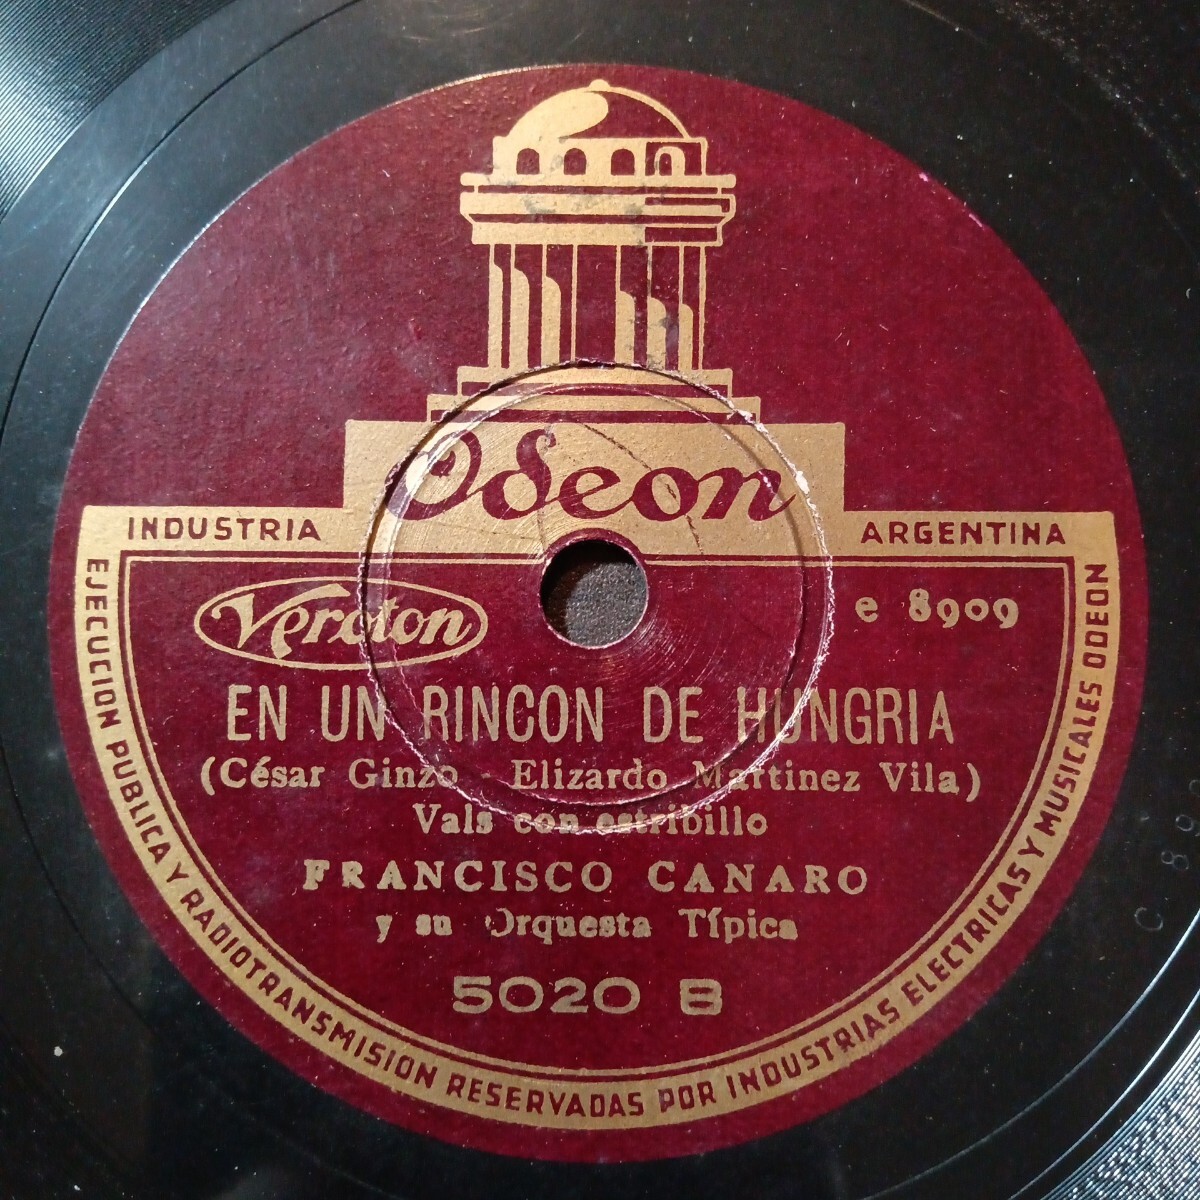 Odeon
INDUSTRIA ARGENTINA
Veroton
e 8909
EN UN RINCON DE HUNGRIA
(César Ginzo - Elizardo Martinez Vila)
Vals con estribillo
FRANCISCO CANARO
y su Orquesta Típica
5020 B
EJECUCION PUBLICA Y RADIOTRANSMISION RESERVADAS POR INDUSTRIAS ELECTRICAS Y MUSICALES ODEON